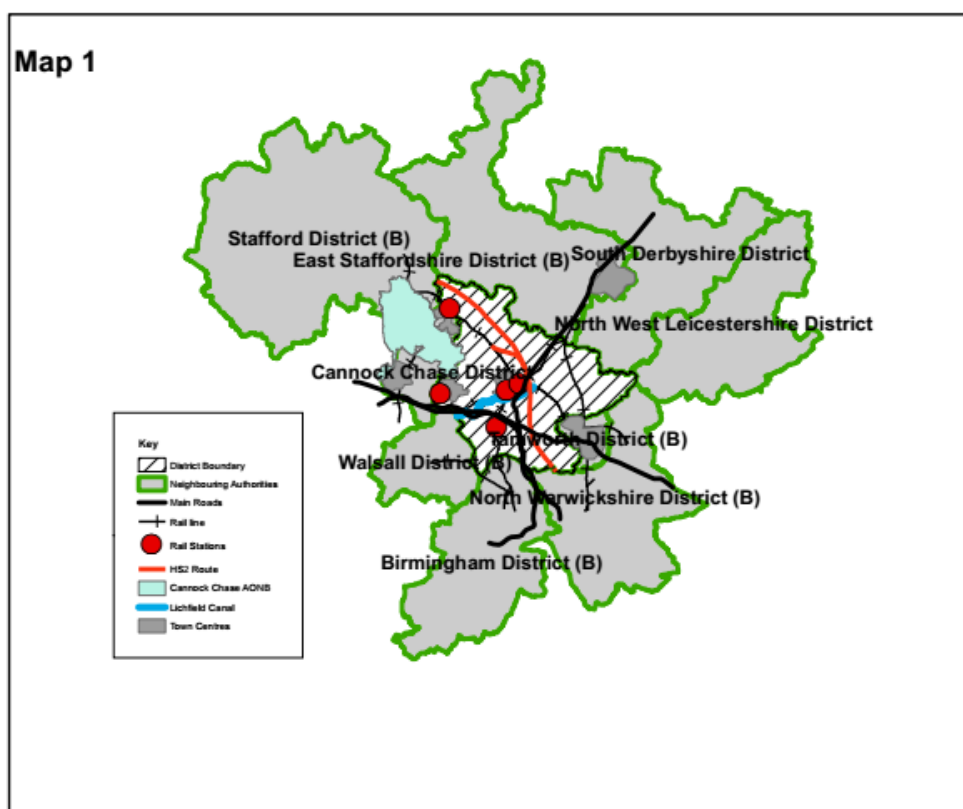 Map 1
Stafford District (B)
East Staffordshire District (B)
South Derbyshire District
North West Leicestershire District
Cannock Chase District
Tamworth District (B)
Walsall District (B)
North Warwickshire District (B)
Birmingham District (B)
Key
District Boundary
Neighbouring Authorities
Main Roads
Rail line
Rail Stations
HS2 Route
Cannock Chase AONB
Lichfield Canal
Town Centres